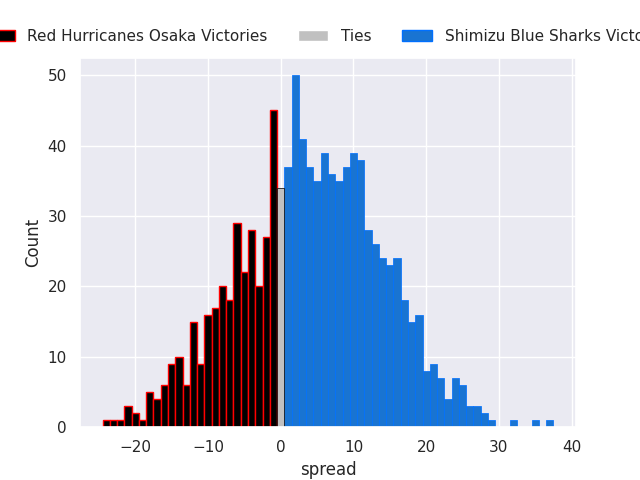 Red Hurricanes Osaka Victories Ties Shimizu Blue Sharks
50
40
30
20
10
0
Count
−20 −10 0 10 20 30 40
spread